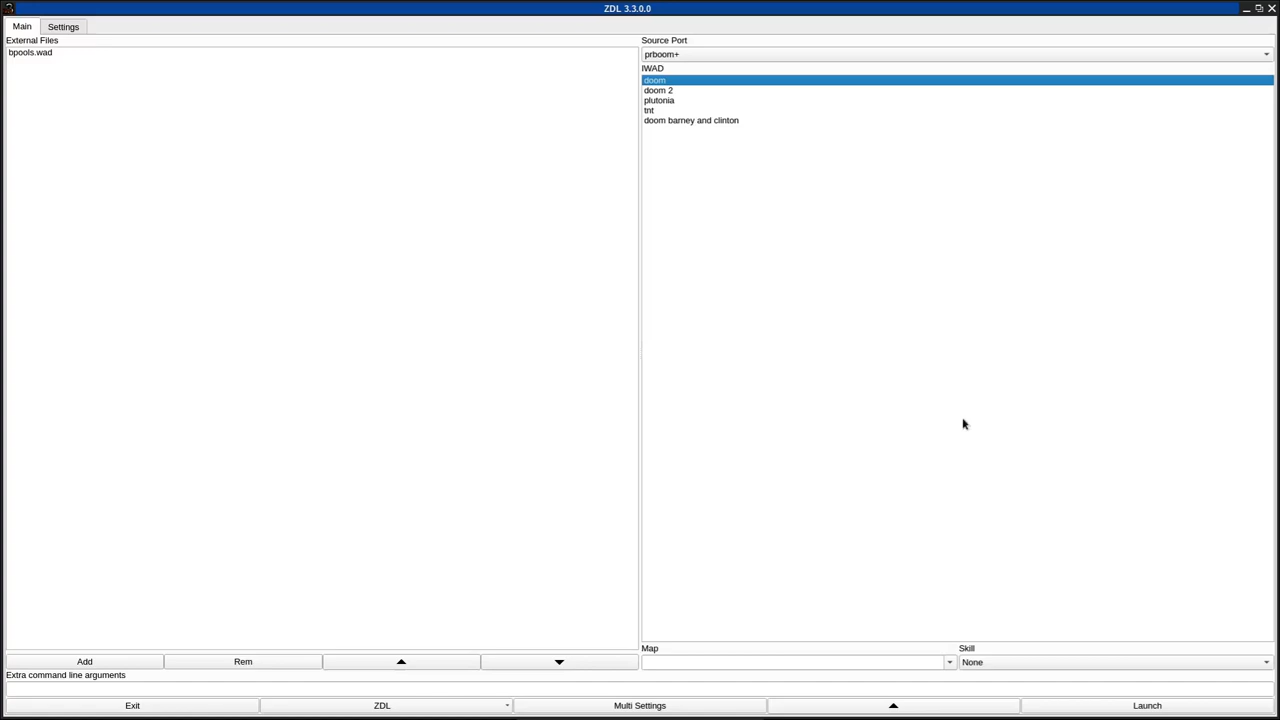 ZDL 3.3.0.0
Main
Settings
External Files
bpools.wad
Source Port
prboom+
IWAD
doom
doom 2
plutonia
tnt
doom barney and clinton
Add
Rem
Map
Skill
None
Extra command line arguments
Exit
ZDL
Multi Settings
Launch